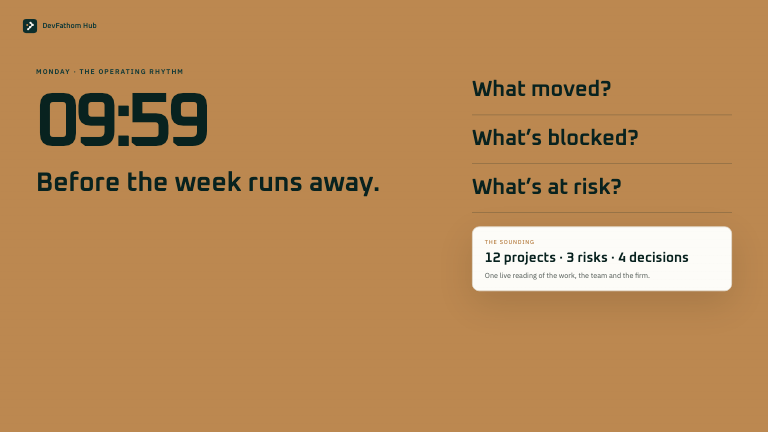 DevFathom Hub
MONDAY · THE OPERATING RHYTHM
09:59
Before the week runs away.
What moved?
What's blocked?
What's at risk?
THE SOUNDING
12 projects · 3 risks · 4 decisions
One live reading of the work, the team and the firm.